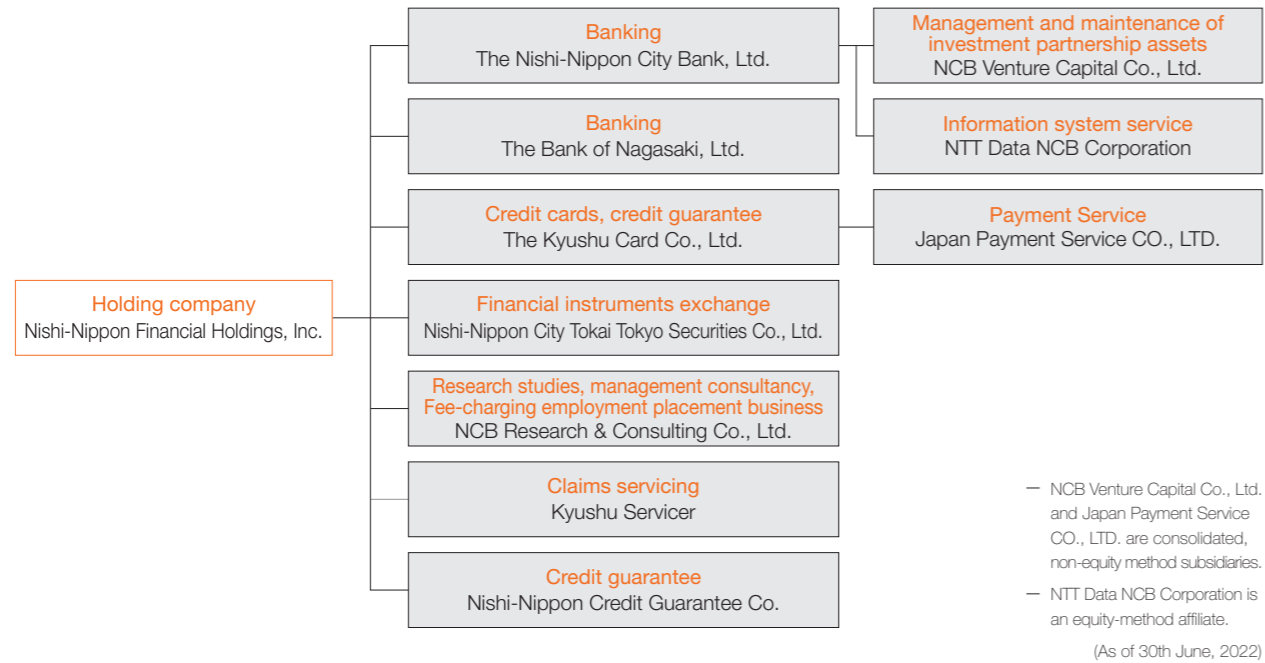 Holding company
Nishi-Nippon Financial Holdings, Inc.
Banking
The Nishi-Nippon City Bank, Ltd.
Management and maintenance of
investment partnership assets
NCB Venture Capital Co., Ltd.
Information system service
NTT Data NCB Corporation
Banking
The Bank of Nagasaki, Ltd.
Credit cards, credit guarantee
The Kyushu Card Co., Ltd.
Payment Service
Japan Payment Service CO., LTD.
Financial instruments exchange
Nishi-Nippon City Tokai Tokyo Securities Co., Ltd.
Research studies, management consultancy,
Fee-charging employment placement business
NCB Research & Consulting Co., Ltd.
Claims servicing
Kyushu Servicer
Credit guarantee
Nishi-Nippon Credit Guarantee Co.
— NCB Venture Capital Co., Ltd.
and Japan Payment Service
CO., LTD. are consolidated,
non-equity method subsidiaries.
— NTT Data NCB Corporation is
an equity-method affiliate.
(As of 30th June, 2022)